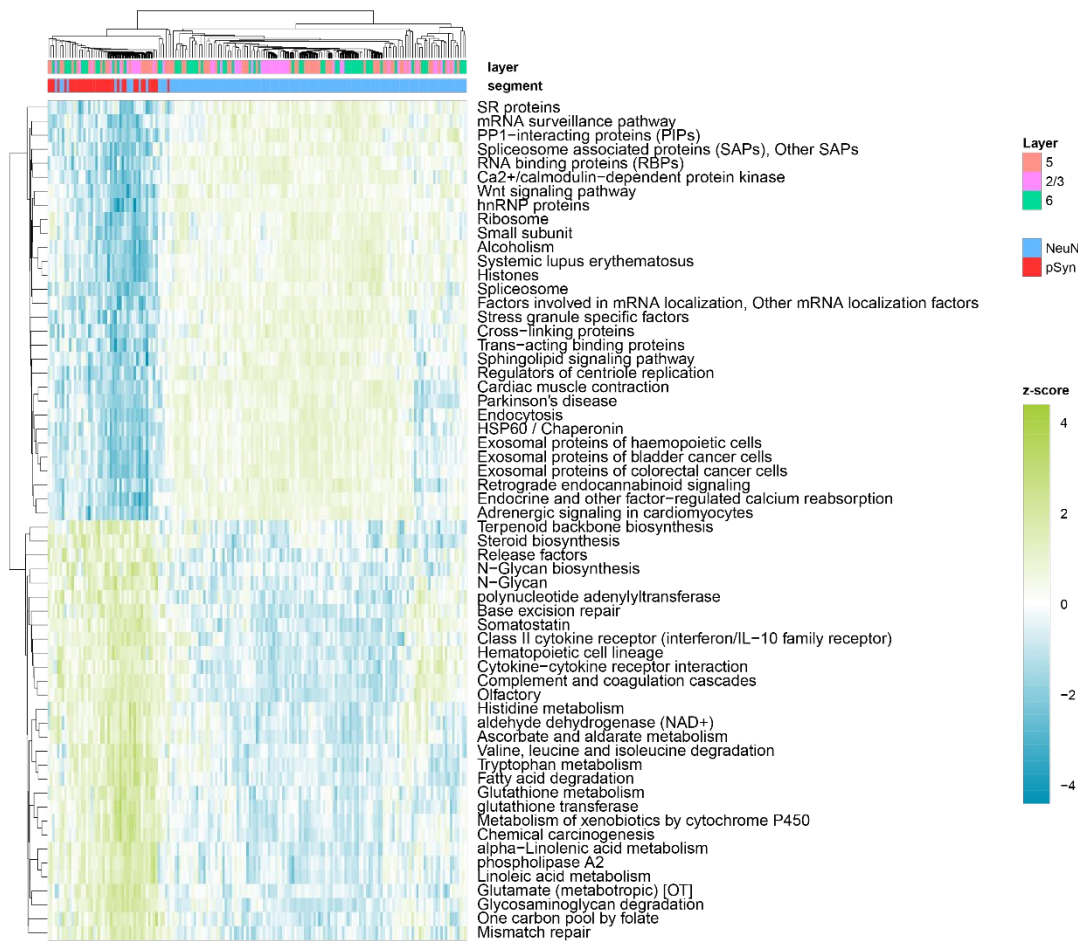 layer
segment
SR proteins
mRNA surveillance pathway
PP1−interacting proteins (PIPs)
Spliceosome associated proteins (SAPs), Other SAPs
RNA binding proteins (RBPs)
Ca2+/calmodulin−dependent protein kinase
Wnt signaling pathway
hnRNP proteins
Ribosome
Small subunit
Alcoholism
Systemic lupus erythematosus
Histones
Spliceosome
Factors involved in mRNA localization, Other mRNA localization factors
Stress granule specific factors
Cross−linking proteins
Trans−acting binding proteins
Sphingolipid signaling pathway
Regulators of centriole replication
Cardiac muscle contraction
Parkinson's disease
Endocytosis
HSP60 / Chaperonin
Exosomal proteins of haemopoietic cells
Exosomal proteins of bladder cancer cells
Exosomal proteins of colorectal cancer cells
Retrograde endocannabinoid signaling
Endocrine and other factor−regulated calcium reabsorption
Adrenergic signaling in cardiomyocytes
Terpenoid backbone biosynthesis
Steroid biosynthesis
Release factors
N−Glycan biosynthesis
N−Glycan
polynucleotide adenylyltransferase
Base excision repair
Somatostatin
Class II cytokine receptor (interferon/IL−10 family receptor)
Hematopoietic cell lineage
Cytokine−cytokine receptor interaction
Complement and coagulation cascades
Olfactory
Histidine metabolism
aldehyde dehydrogenase (NAD+)
Ascorbate and aldarate metabolism
Valine, leucine and isoleucine degradation
Tryptophan metabolism
Fatty acid degradation
Glutathione metabolism
glutathione transferase
Metabolism of xenobiotics by cytochrome P450
Chemical carcinogenesis
alpha−Linolenic acid metabolism
phospholipase A2
Linoleic acid metabolism
Glutamate (metabotropic) [OT]
Glycosaminoglycan degradation
One carbon pool by folate
Mismatch repair
Layer
5
2/3
6
NeuN
pSyn
z−score
4
2
0
−2
−4